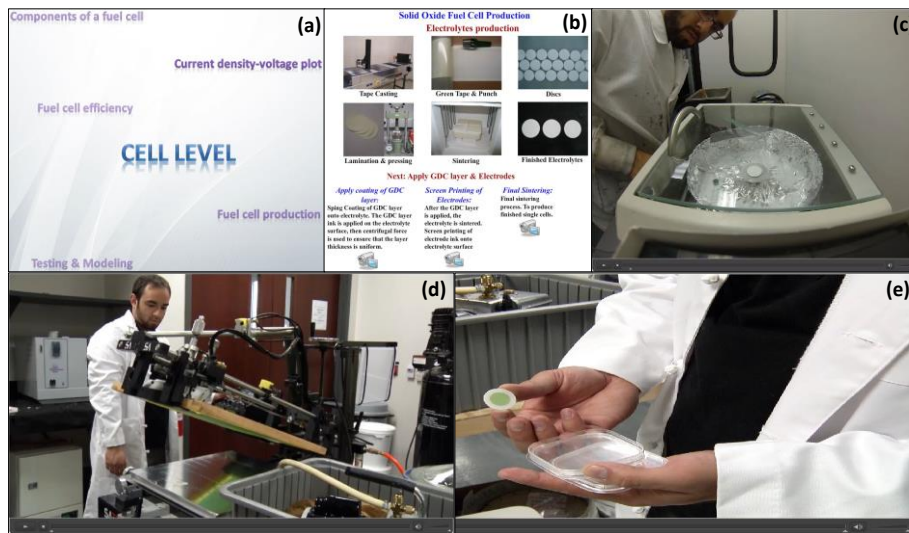 Components of a fuel cell
(a)
Current density-voltage plot
Fuel cell efficiency
CELL LEVEL
Fuel cell production
Testing & Modeling
Solid Oxide Fuel Cell Production
(b)
Electrolytes production
Tape Casting
Green Tape & Punch
Discs
Lamination & pressing
Sintering
Finished Electrolytes
Next: Apply GDC layer & Electrodes
Apply coating of GDC
layer:
Sping Coating of GDC layer
onto electrolyte. The GDC layer
ink is applied on the electrolyte
surface, then centrifugal force
is used to ensure that the layer
thickness is uniform.
Screen Printing of
Electrodes:
After the GDC layer
is applied, the
electrolyte is sintered.
Screen printing of
electrode ink onto
electrolyte surface
Final Sintering:
Final sintering
process. To produce
finished single cells.
(c)
(d)
(e)